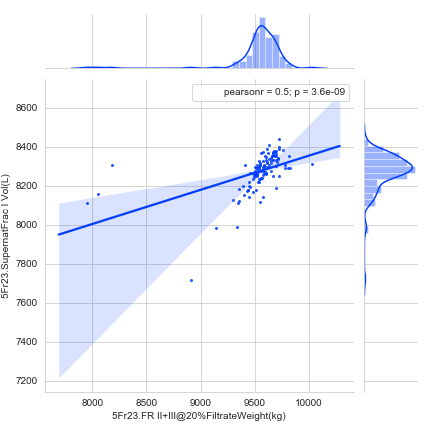 pearsonr = 0.5; p = 3.6e-09
8600
8400
8200
8000
7800
7600
7400
7200
5Fr23.SupernatFrac I Vol(L)
8000 8500 9000 9500 10000
5Fr23.FR II+III@20%FiltrateWeight(kg)